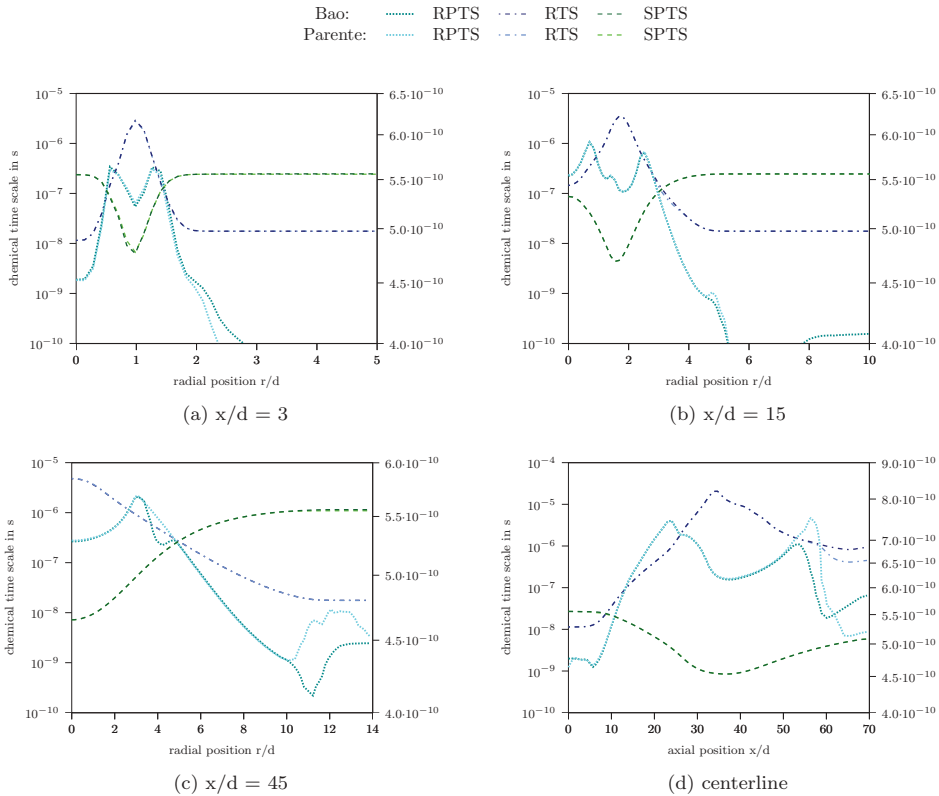 Bao: RPTS RTS SPTS
Parente: RPTS RTS SPTS
chemical time scale in s
10⁻⁵
10⁻⁶
10⁻⁷
10⁻⁸
10⁻⁹
10⁻¹⁰
6.5·10⁻¹⁰
6.0·10⁻¹⁰
5.5·10⁻¹⁰
5.0·10⁻¹⁰
4.5·10⁻¹⁰
4.0·10⁻¹⁰
0 1 2 3 4 5
radial position r/d
(a) x/d = 3
chemical time scale in s
10⁻⁵
10⁻⁶
10⁻⁷
10⁻⁸
10⁻⁹
10⁻¹⁰
6.5·10⁻¹⁰
6.0·10⁻¹⁰
5.5·10⁻¹⁰
5.0·10⁻¹⁰
4.5·10⁻¹⁰
4.0·10⁻¹⁰
0 2 4 6 8 10
radial position r/d
(b) x/d = 15
chemical time scale in s
10⁻⁵
10⁻⁶
10⁻⁷
10⁻⁸
10⁻⁹
10⁻¹⁰
6.0·10⁻¹⁰
5.5·10⁻¹⁰
5.0·10⁻¹⁰
4.5·10⁻¹⁰
4.0·10⁻¹⁰
0 2 4 6 8 10 12 14
radial position r/d
(c) x/d = 45
chemical time scale in s
10⁻⁴
10⁻⁵
10⁻⁶
10⁻⁷
10⁻⁸
10⁻⁹
10⁻¹⁰
9.0·10⁻¹⁰
8.0·10⁻¹⁰
7.0·10⁻¹⁰
6.5·10⁻¹⁰
6.0·10⁻¹⁰
5.5·10⁻¹⁰
5.0·10⁻¹⁰
4.5·10⁻¹⁰
4.0·10⁻¹⁰
0 10 20 30 40 50 60 70
axial position x/d
(d) centerline